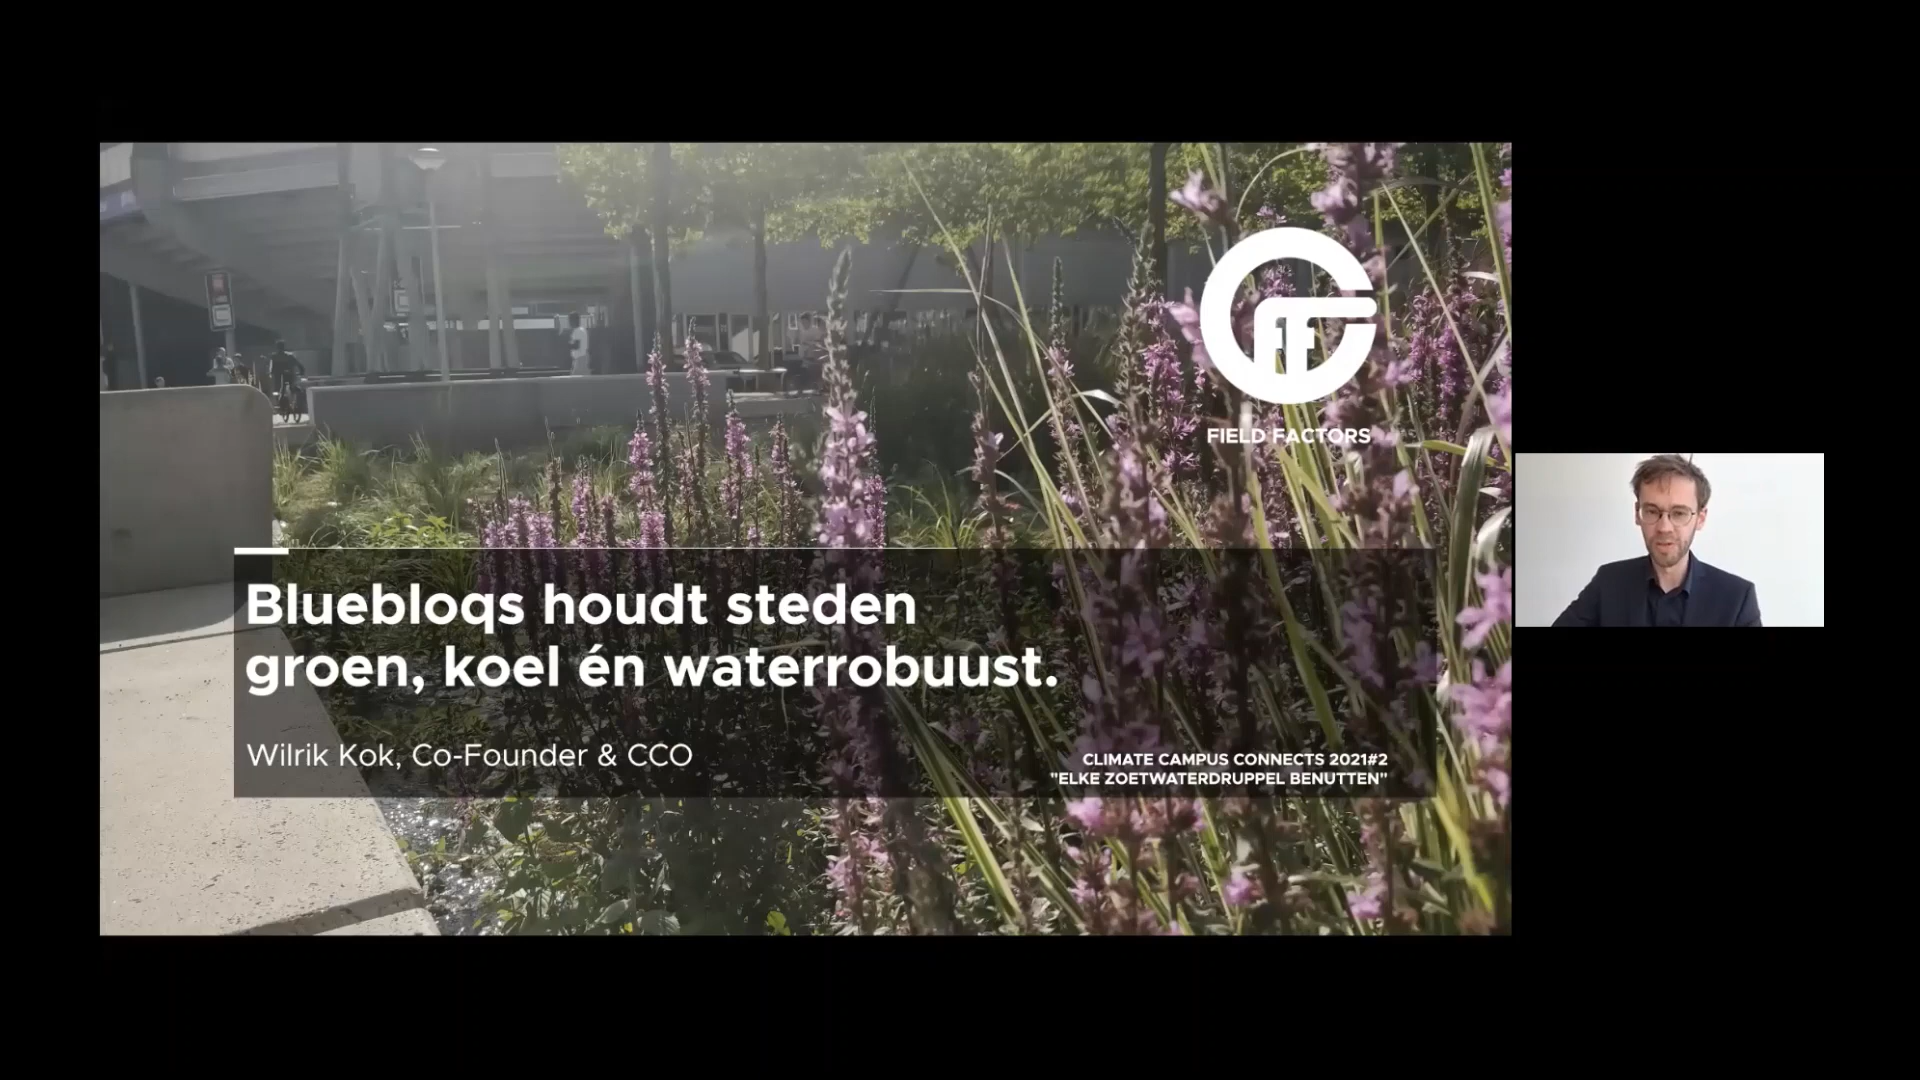 FIELD FACTORS
Bluebloqs houdt steden
groen, koel én waterrobuust.
Wilrik Kok, Co-Founder & CCO
CLIMATE CAMPUS CONNECTS 2021#2
"ELKE ZOETWATERDRUPPEL BENUTTEN"